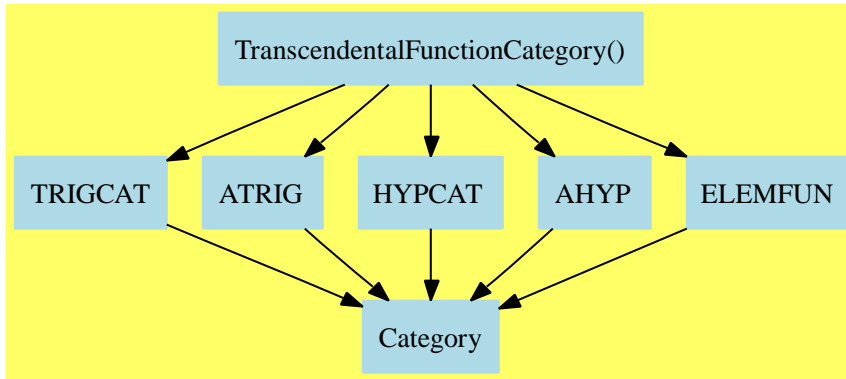 TranscendentalFunctionCategory()
TRIGCAT
ATRIG
HYPCAT
AHYP
ELEMFUN
Category